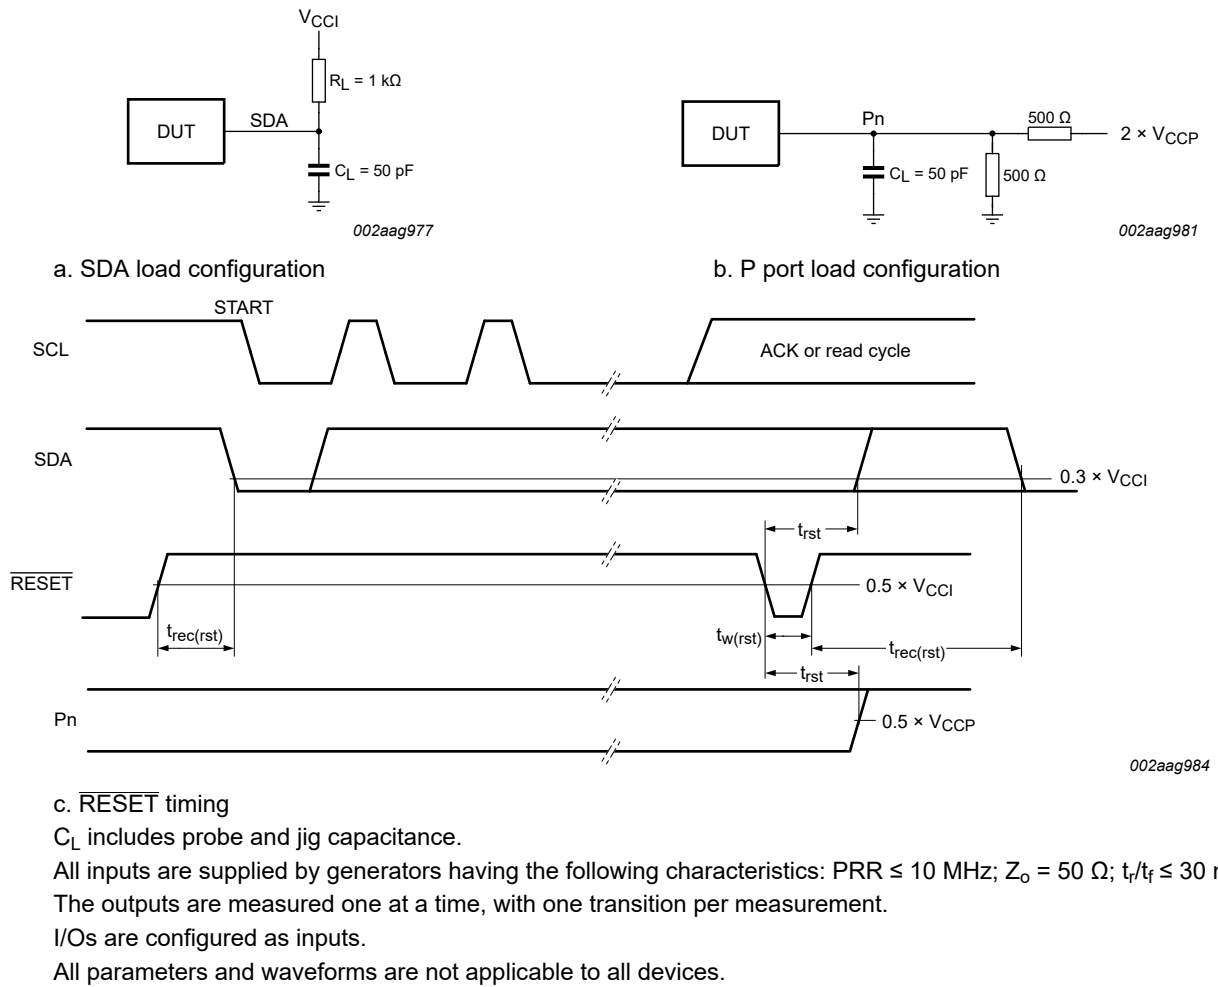 V_CCI
R_L = 1 kΩ
DUT
SDA
C_L = 50 pF
002aag977
a. SDA load configuration
DUT
Pn
500 Ω
2 × V_CCP
C_L = 50 pF
500 Ω
002aag981
b. P port load configuration
START
SCL
ACK or read cycle
SDA
0.3 × V_CCI
t_rst
RESET
0.5 × V_CCI
t_rec(rst)
t_w(rst)
t_rec(rst)
t_rst
Pn
0.5 × V_CCP
002aag984
c. RESET timing
C_L includes probe and jig capacitance.
All inputs are supplied by generators having the following characteristics: PRR ≤ 10 MHz; Z_o = 50 Ω; t_r/t_f ≤ 30
The outputs are measured one at a time, with one transition per measurement.
I/Os are configured as inputs.
All parameters and waveforms are not applicable to all devices.